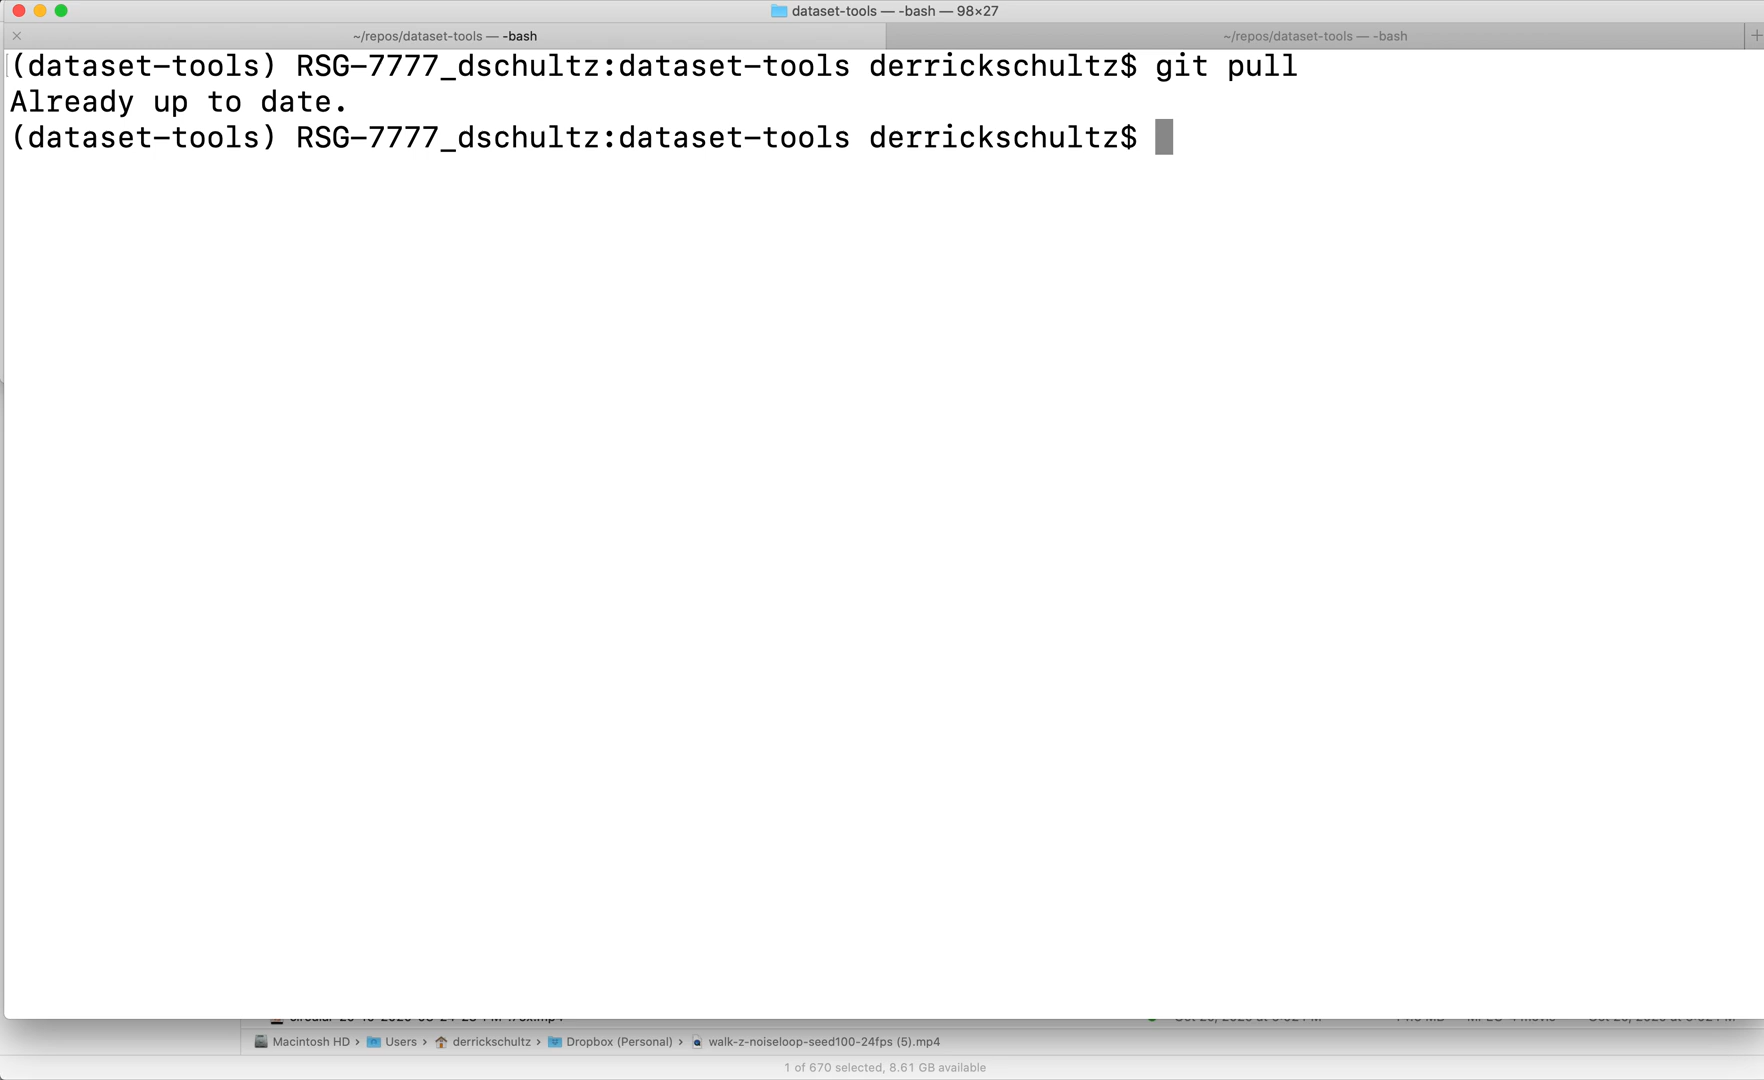 dataset-tools — -bash — 98×27
~/repos/dataset-tools — -bash
~/repos/dataset-tools — -bash
(dataset-tools) RSG-7777_dschultz:dataset-tools derrickschultz$ git pull
Already up to date.
(dataset-tools) RSG-7777_dschultz:dataset-tools derrickschultz$
Macintosh HD › Users › derrickschultz › Dropbox (Personal) › walk-z-noiseloop-seed100-24fps (5).mp4
1 of 670 selected, 8.61 GB available